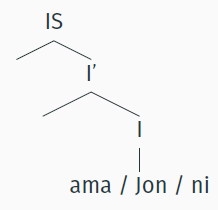 IS
I’
I
ama / Jon / ni